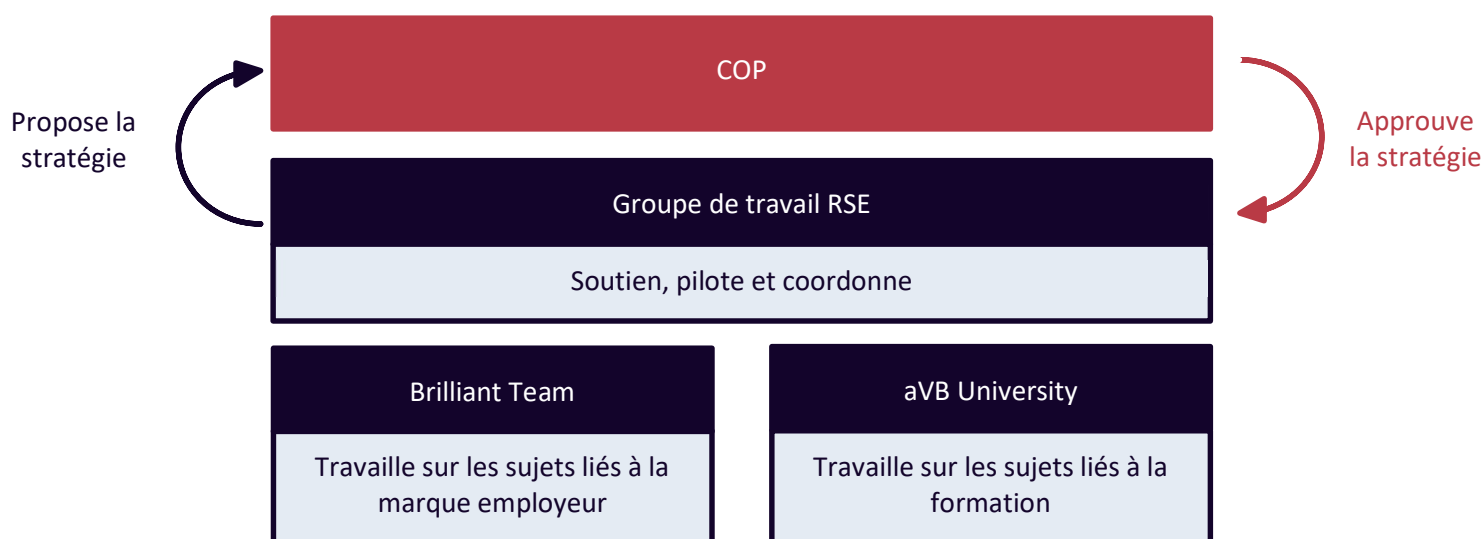 COP
Propose la
stratégie
Approuve
la stratégie
Groupe de travail RSE
Soutien, pilote et coordonne
Brilliant Team
Travaille sur les sujets liés à la
marque employeur
aVB University
Travaille sur les sujets liés à la
formation